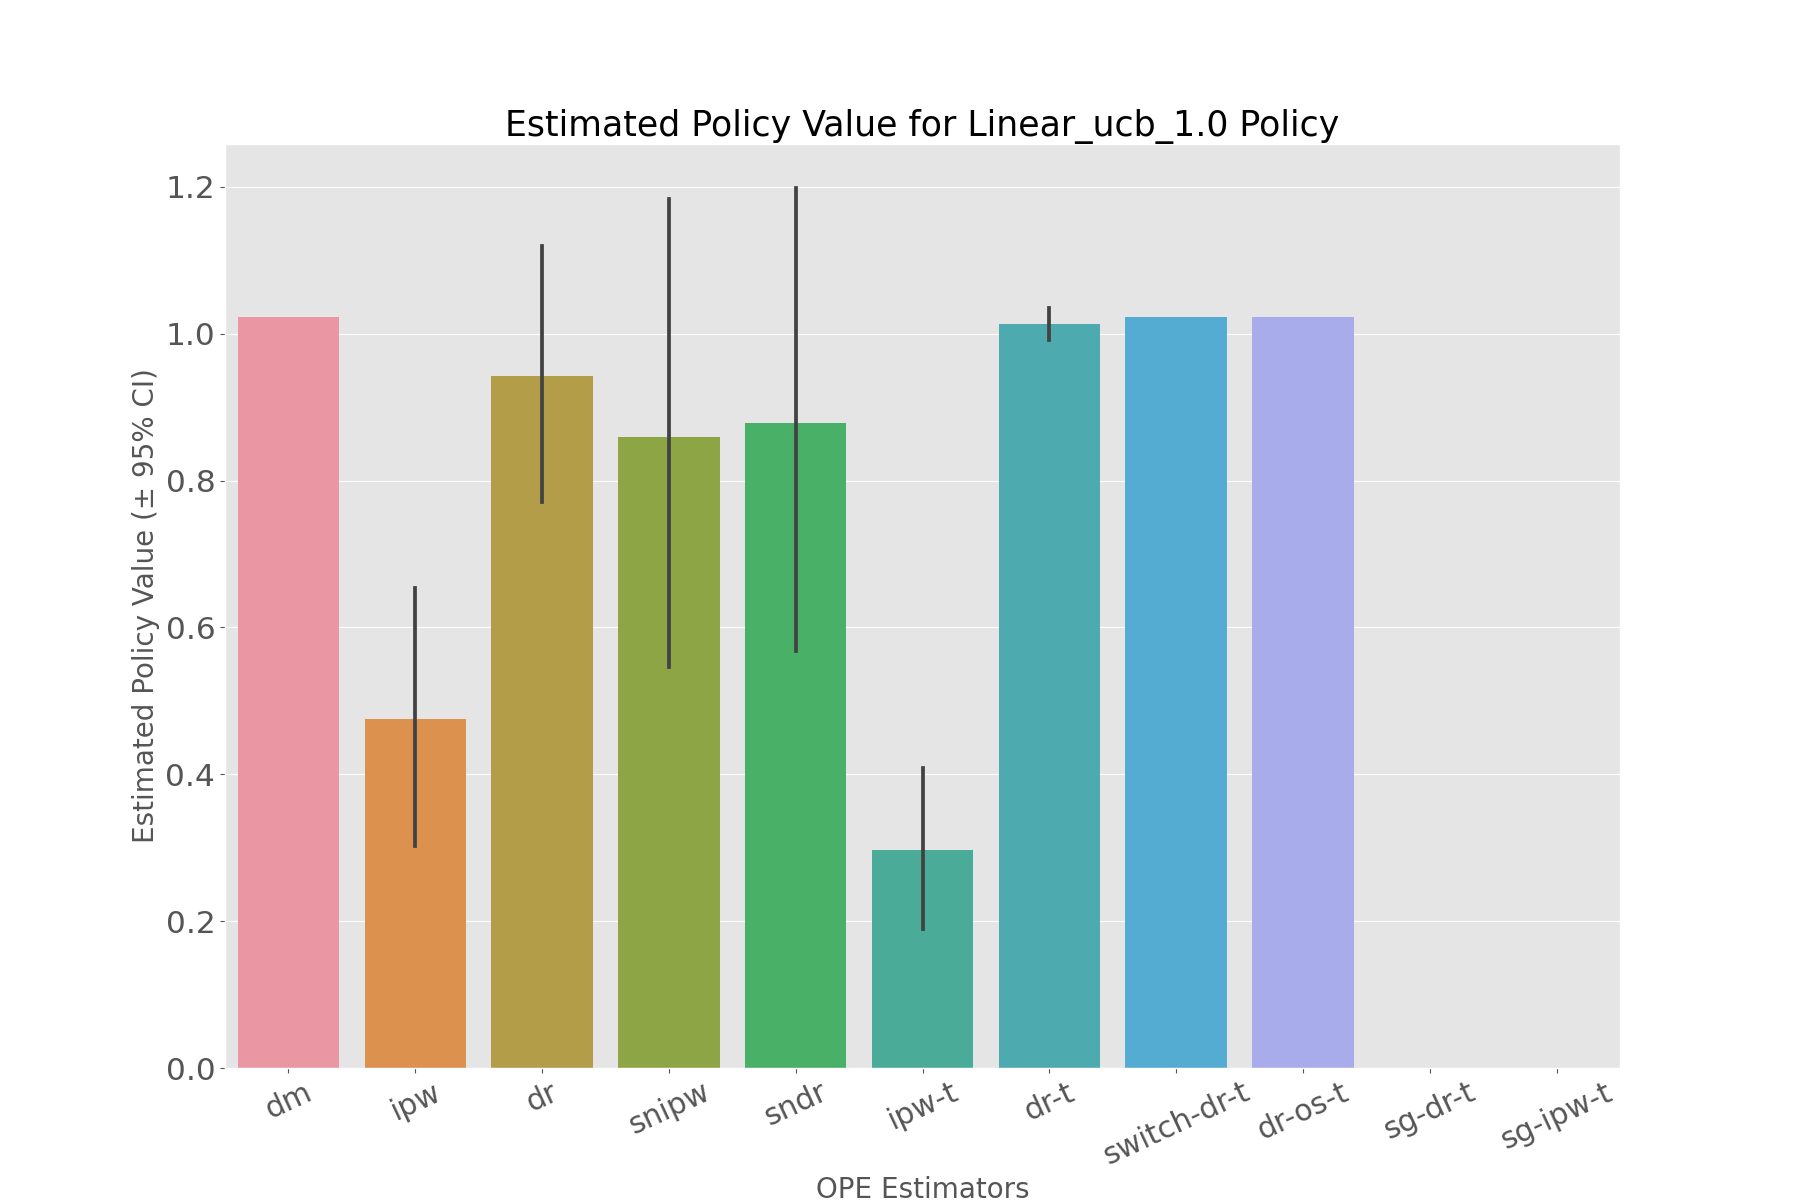 Estimated Policy Value for Linear_ucb_1.0 Policy
Estimated Policy Value (± 95% CI)
1.2
1.0
0.8
0.6
0.4
0.2
0.0
dm
ipw
dr
snipw
sndr
ipw-t
dr-t
switch-dr-t
dr-os-t
sg-dr-t
sg-ipw-t
OPE Estimators